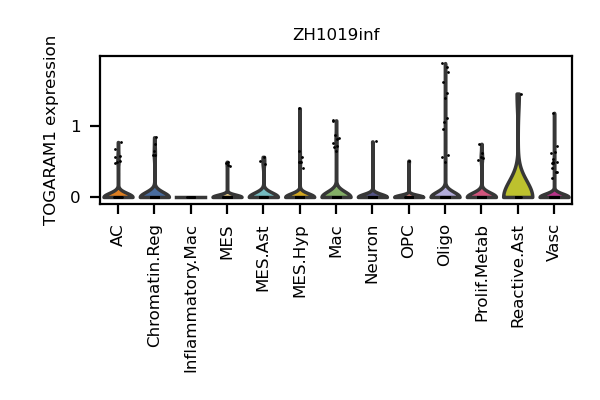 ZH1019inf
TOGARAM1 expression
1
0
AC
Chromatin.Reg
Inflammatory.Mac
MES
MES.Ast
MES.Hyp
Mac
Neuron
OPC
Oligo
Prolif.Metab
Reactive.Ast
Vasc